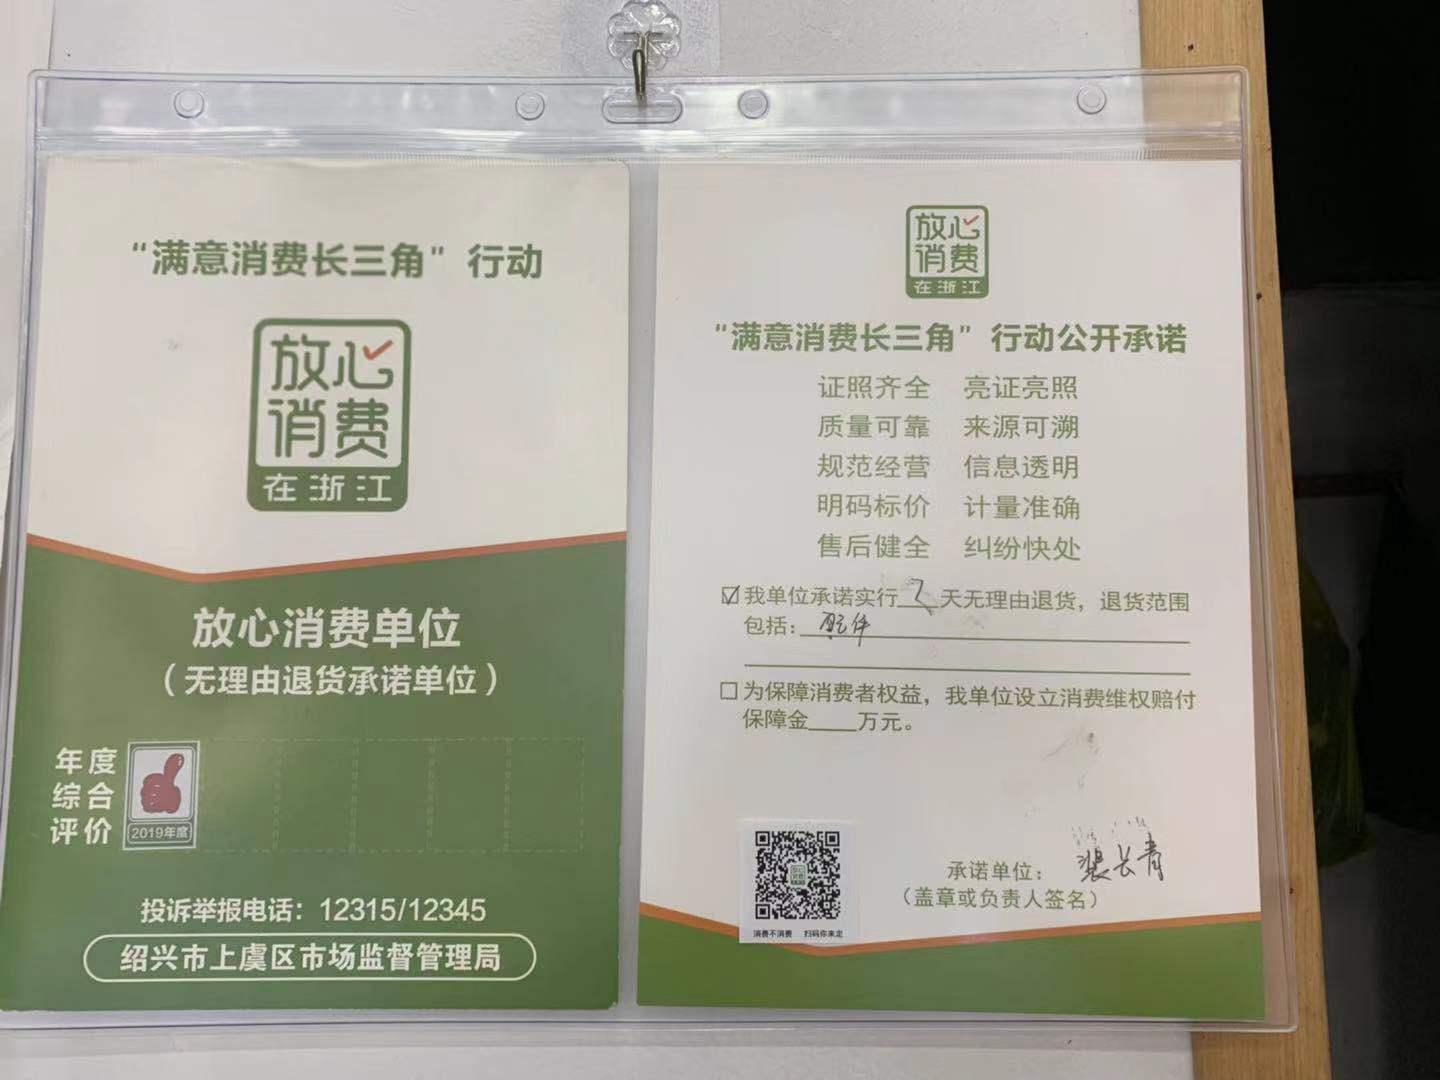 “满意消费长三角”行动
放心
消费
在浙江
放心消费单位
（无理由退货承诺单位）
年度
综合
评价
2019年度
投诉举报电话：12315/12345
绍兴市上虞区市场监督管理局
放心
消费
在浙江
“满意消费长三角”行动公开承诺
证照齐全 亮证亮照
质量可靠 来源可溯
规范经营 信息透明
明码标价 计量准确
售后健全 纠纷快处
☑我单位承诺实行7天无理由退货，退货范围
包括：配件
☐为保障消费者权益，我单位设立消费维权赔付
保障金____万元。
放心
消费
消费不消费 扫码你来定
承诺单位：长青
（盖章或负责人签名）